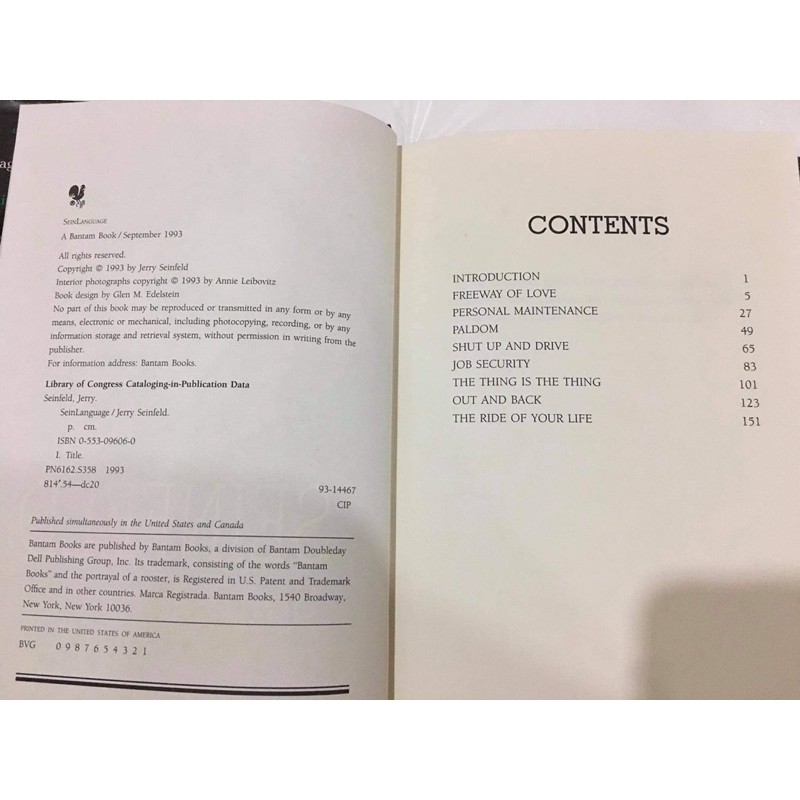 SEINLANGUAGE
A Bantam Book / September 1993
All rights reserved.
Copyright © 1993 by Jerry Seinfeld
Interior photographs copyright © 1993 by Annie Leibovitz
Book design by Glen M. Edelstein
No part of this book may be reproduced or transmitted in any form or by any
means, electronic or mechanical, including photocopying, recording, or by any
information storage and retrieval system, without permission in writing from the
publisher.
For information address: Bantam Books.
Library of Congress Cataloging-in-Publication Data
Seinfeld, Jerry.
SeinLanguage / Jerry Seinfeld.
p. cm.
ISBN 0-553-09606-0
I. Title.
PN6162.S358 1993
814'.54—dc20 93-14467
CIP
Published simultaneously in the United States and Canada
Bantam Books are published by Bantam Books, a division of Bantam Doubleday
Dell Publishing Group, Inc. Its trademark, consisting of the words "Bantam
Books" and the portrayal of a rooster, is Registered in U.S. Patent and Trademark
Office and in other countries. Marca Registrada. Bantam Books, 1540 Broadway,
New York, New York 10036.
PRINTED IN THE UNITED STATES OF AMERICA
BVG 0 9 8 7 6 5 4 3 2 1
CONTENTS
INTRODUCTION 1
FREEWAY OF LOVE 5
PERSONAL MAINTENANCE 27
PALDOM 49
SHUT UP AND DRIVE 65
JOB SECURITY 83
THE THING IS THE THING 101
OUT AND BACK 123
THE RIDE OF YOUR LIFE 151